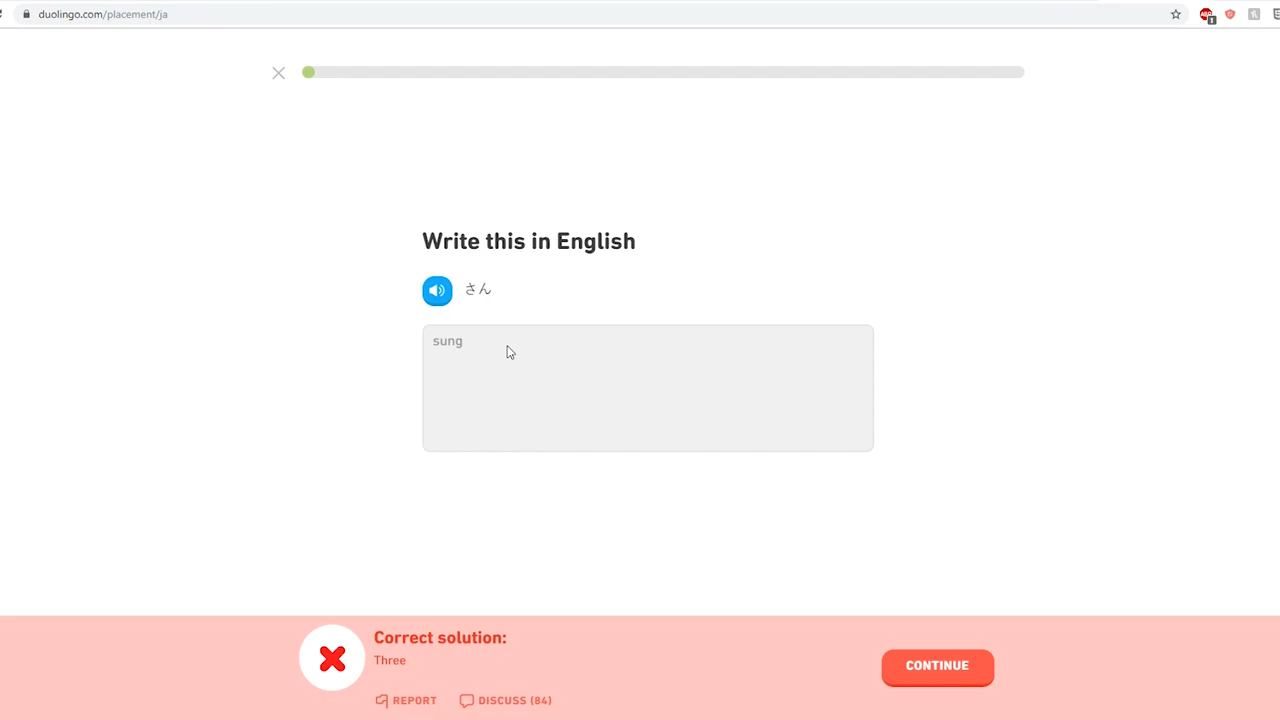 duolingo.com/placement/ja
Write this in English
さん
sung
Correct solution:
Three
REPORT
DISCUSS (84)
CONTINUE